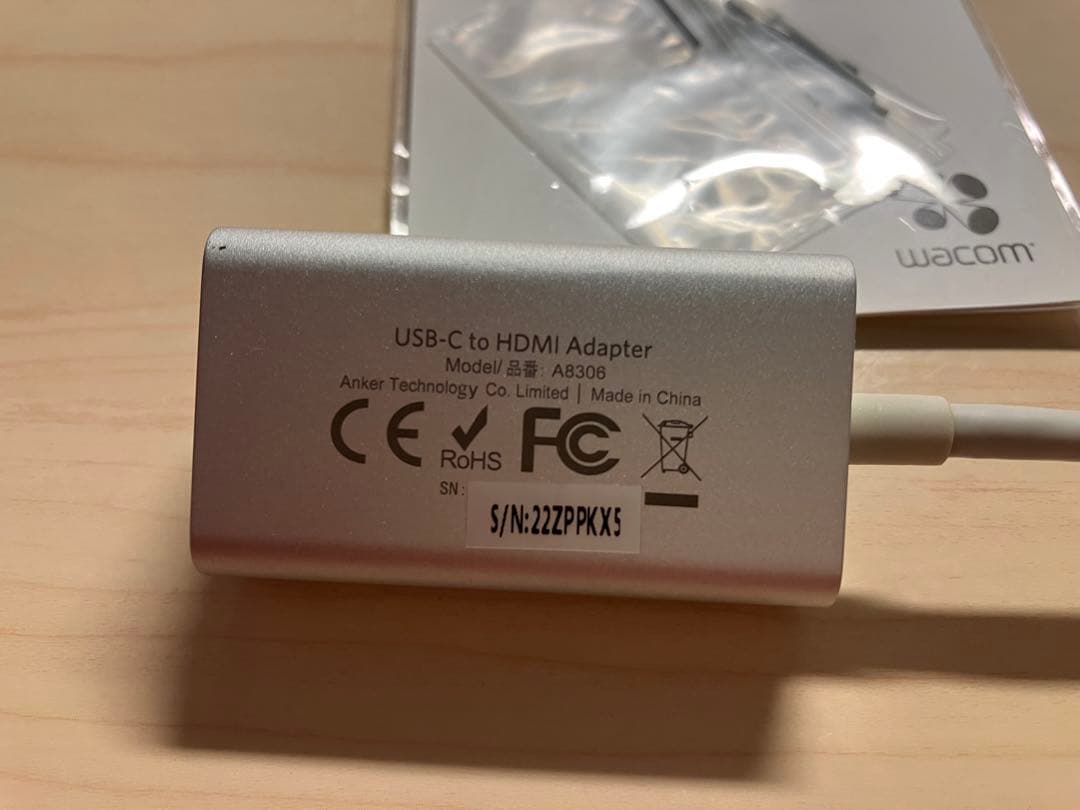 wacom
USB-C to HDMI Adapter
Model/ 品番: A8306
Anker Technology Co. Limited | Made in China
CE RoHS FCC
SN:
S/N:22ZPPKX5